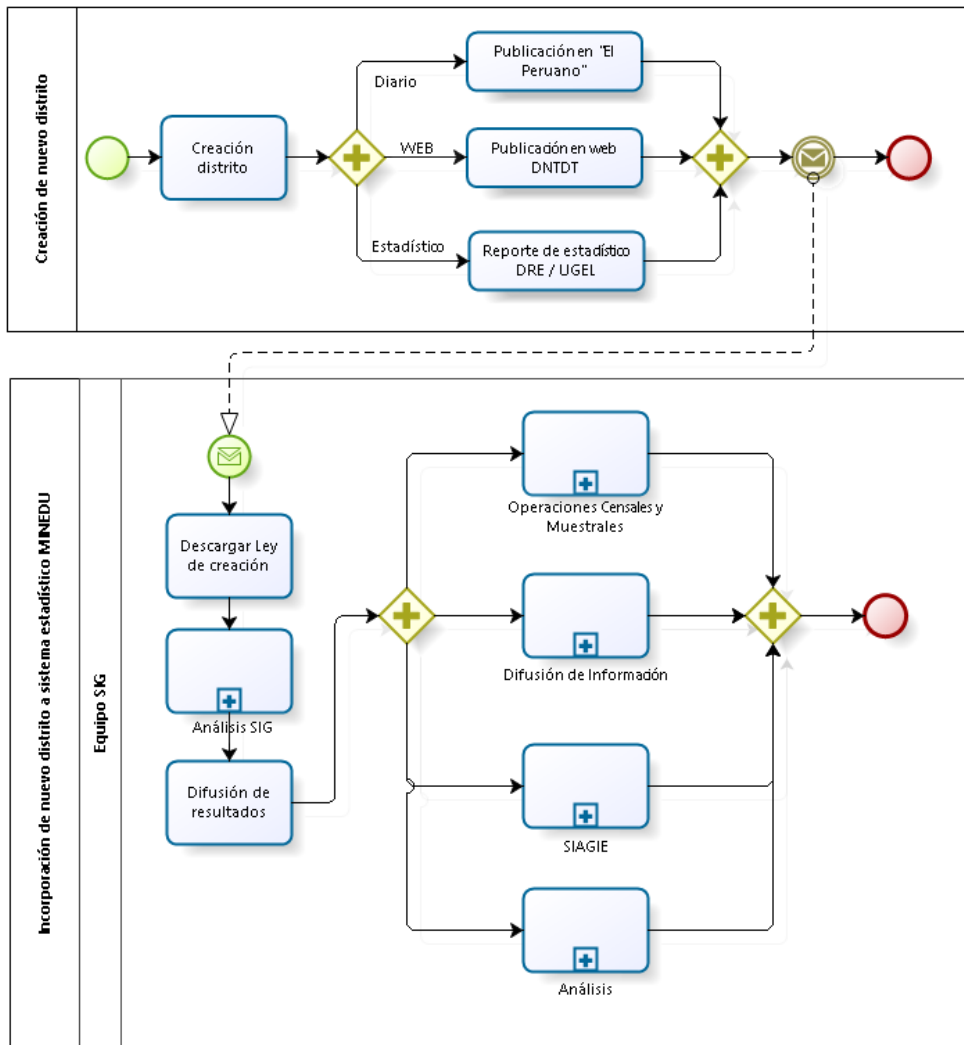 Creación de nuevo distrito
Creación
distrito
Diario
WEB
Estadístico
Publicación en "El
Peruano"
Publicación en web
DNTDT
Reporte de estadístico
DRE / UGEL
Incorporación de nuevo distrito a sistema estadístico MINEDU
Equipo SIG
Descargar Ley
de creación
Análisis SIG
Difusión de
resultados
Operaciones Censales y
Muestrales
Difusión de Información
SIAGIE
Análisis